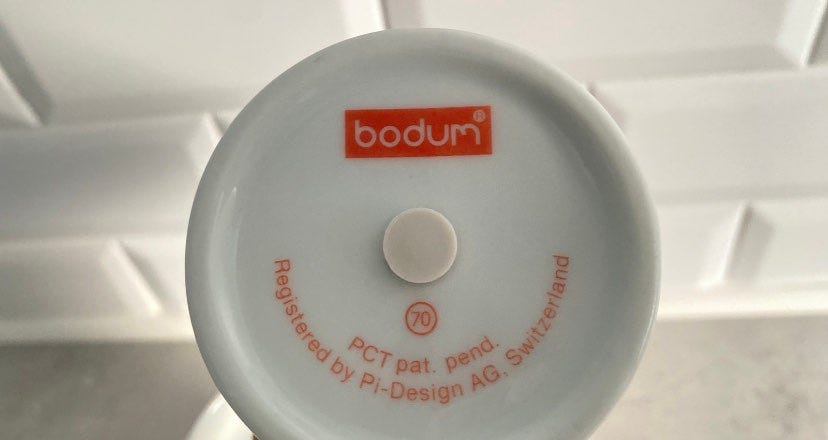 bodum®
70
PCT pat. pend.
Registered by Pi-Design AG, Switzerland